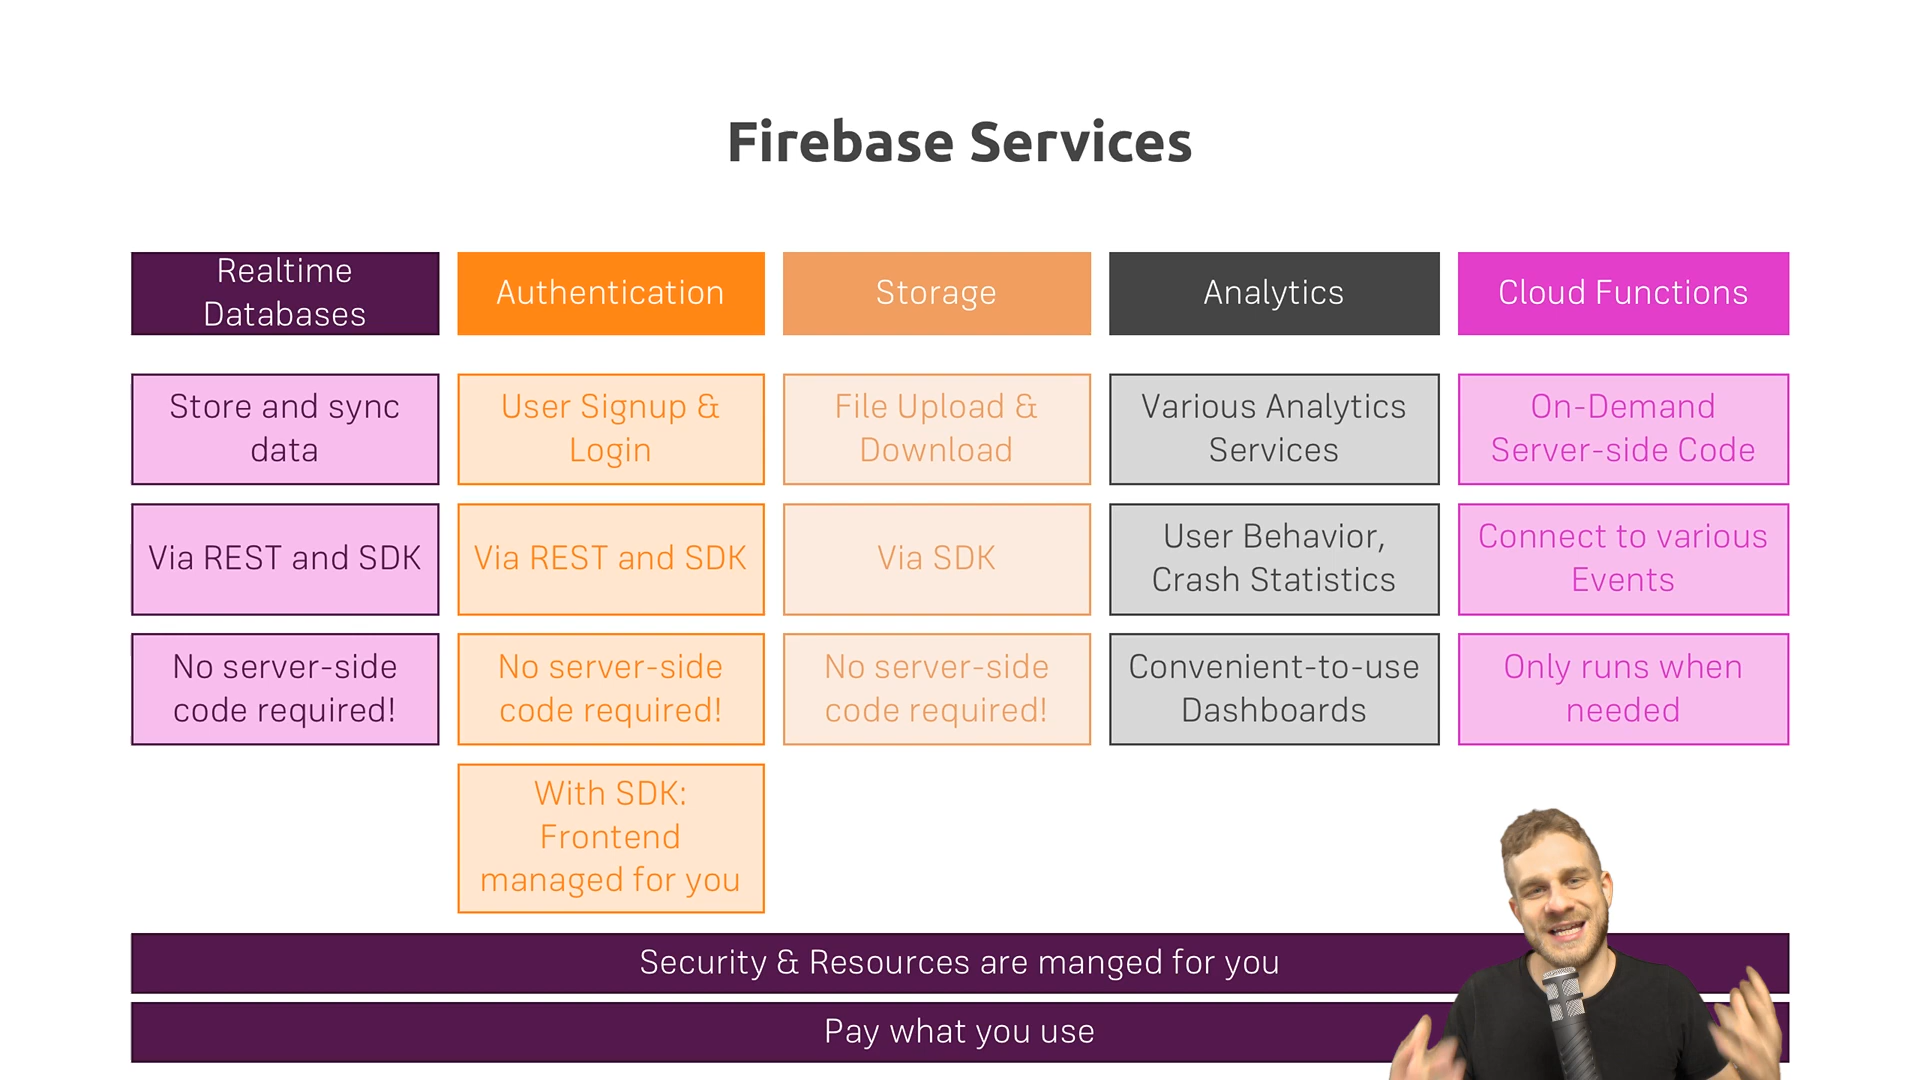 Firebase Services
Realtime
Databases
Authentication
Storage
Analytics
Cloud Functions
Store and sync
data
User Signup &
Login
File Upload &
Download
Various Analytics
Services
On-Demand
Server-side Code
Via REST and SDK
Via REST and SDK
Via SDK
User Behavior,
Crash Statistics
Connect to various
Events
No server-side
code required!
No server-side
code required!
No server-side
code required!
Convenient-to-use
Dashboards
Only runs when
needed
With SDK:
Frontend
managed for you
Security & Resources are manged for you
Pay what you use